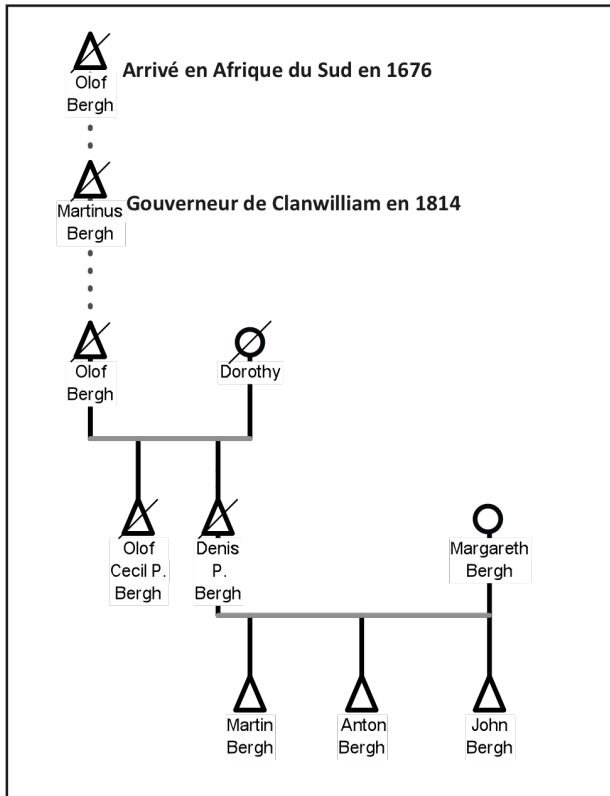 Arrivé en Afrique du Sud en 1676
Olof
Bergh
Gouverneur de Clanwilliam en 1814
Martinus
Bergh
Olof
Bergh
Dorothy
Olof
Cecil P.
Bergh
Denis
P.
Bergh
Margareth
Bergh
Martin
Bergh
Anton
Bergh
John
Bergh